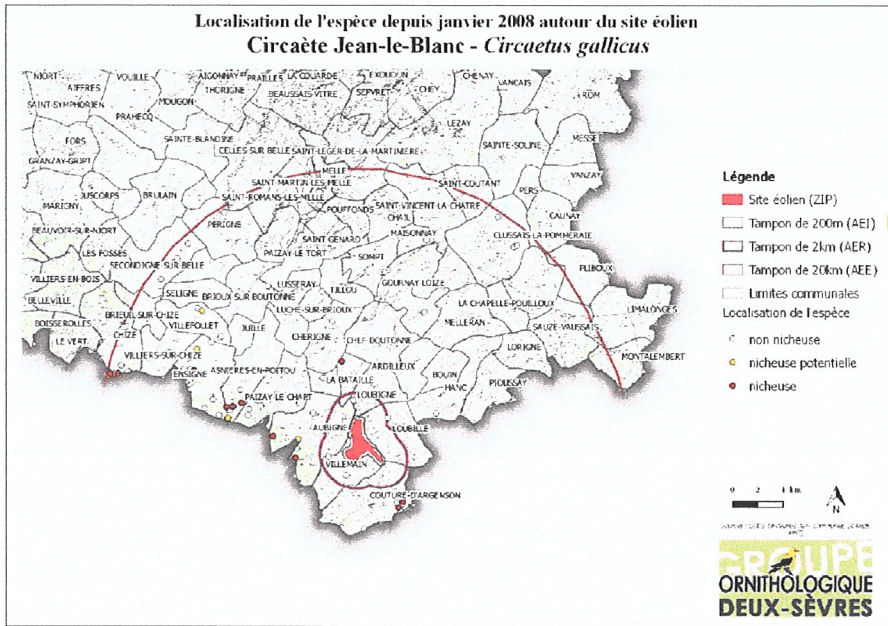 Localisation de l'espèce depuis janvier 2008 autour du site éolien
Circaète Jean-le-Blanc - Circaetus gallicus
NIORT
VOUILLE
AIGONNAY
PRAILLES
LA COUARDE
EXOUDUN
CHENAY
AIFFRES
THORIGNE
BEAUSSAIS-VITRE
SEPVRET
CHEY
VANCAIS
ROM
SAINT-SYMPHORIEN
MOUGON
PRAHECQ
LEZAY
FORS
SAINTE-BLANDINE
CELLES SUR BELLE
SAINT-LEGER-DE-LA-MARTINIERE
SAINTE-SOLINE
MESSE
GRANZAY-GRIPT
MELLE
VANZAY
SAINT-MARTIN-LES-MELLE
SAINT-COUTANT
JUSCORPS
BRULAIN
SAINT-ROMANS-LES-MELLE
PERS
MARIGNY
POUFFONDS
SAINT-VINCENT-LA-CHATRE
CAUNAY
BEAUVOIR-SUR-NIORT
PERIGNE
CHAIL
SAINT GENARD
MAISONNAY
CLUSSAIS-LA-POMMERAIE
LES FOSSES
PAIZAY-LE TORT
SOMPT
SECONDIGNE-SUR-BELLE
PLIBOUX
VILLIERS-EN-BOIS
LUSSERAY
TILLOU
GOURNAY LOIZE
SELIGNE
BRIOUX SUR-BOUTONNE
BELLEVILLE
LA CHAPELLE-POUILLOUX
LIMALONGES
BRIEUIL-SUR-CHIZE
LUCHE-SUR-BRIOUX
BOISSEROLLES
VILLEFOLLET
MELLERAN
SAUZE-VAUSSAIS
CHIZE
JUILLE
CHERIGNE
CHEF-BOUTONNE
LE VERT
LORIGNE
MONTALEMBERT
VILLIERS-SUR-CHIZE
ARDILLEUX
ENSIGNE
ASNIERES-EN-POITOU
BOUIN
LA BATAILLE
HANC
PIOUSSAY
PAIZAY-LE CHAPT
LOUBIGNE
AUBIGNE
LOUBILLE
VILLEMAIN
COUTURE-D'ARGENSON
Légende
Site éolien (ZIP)
Tampon de 200m (AEI)
Tampon de 2km (AER)
Tampon de 20km (AEE)
Limites communales
Localisation de l'espèce
non nicheuse
nicheuse potentielle
nicheuse
0 2 4 km
N
GROUPE
ORNITHOLOGIQUE
DEUX-SÈVRES